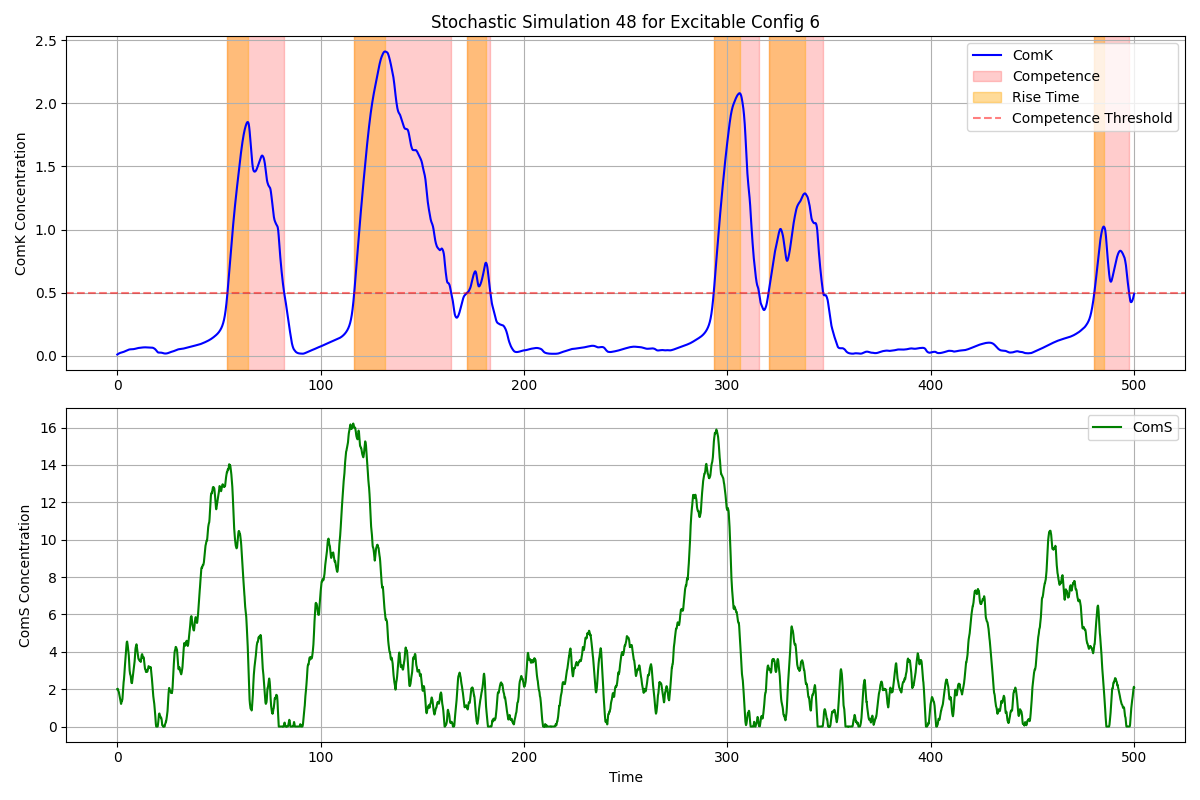 Stochastic Simulation 48 for Excitable Config 6
2.5
2.0
1.5
1.0
0.5
0.0
ComK Concentration
ComK
Competence
Rise Time
Competence Threshold
0 100 200 300 400 500
16
14
12
10
8
6
4
2
0
ComS Concentration
ComS
0 100 200 300 400 500
Time